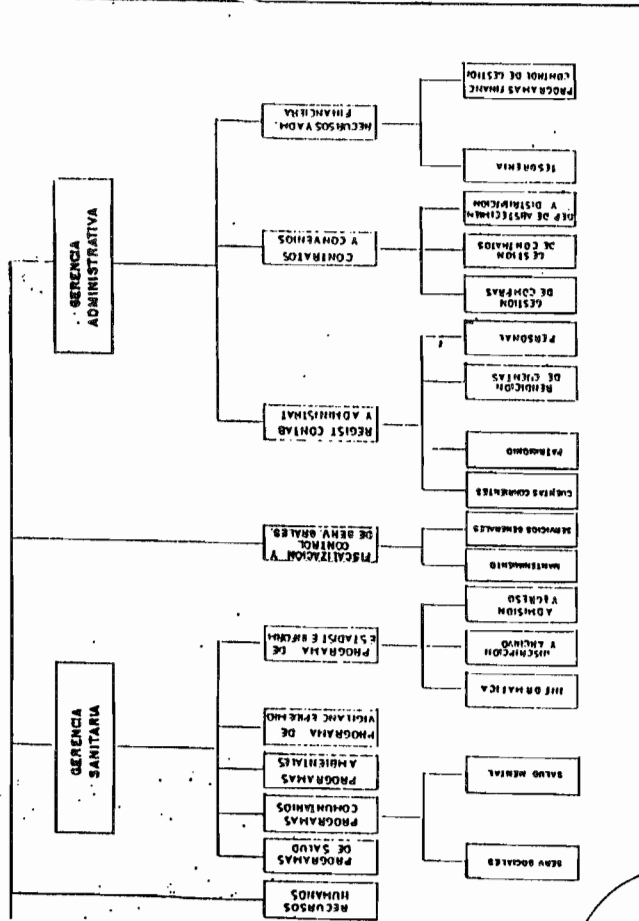 GERENCIA
ADMINISTRATIVA
RECURSOS Y ADM.
FINANCIERA
PROGRAMAS FINANC
CONTROL DE GESTION
TESORERIA
CONTRATOS
Y CONVENIOS
DEP DE ABSTECIMEN
Y DISTRIBICION
GESTION
DE CONTRATOS
GESTION
DE COMPRAS
REGIST CONTAB
Y ADMINISTRAT
PERSONAL
RENDICION
DE CUENTAS
PATRIMONIO
CUENTAS CORRIENTES
FISCALIZACION Y
CONTROL
DE SERV. GRALES.
SERVICIOS GENERALES
MANTENIMIENTO
GERENCIA
SANITARIA
PROGRAMA DE
ESTADIST E INFORM
ADMISION
Y EGRESO
INSCRIPCION
Y ARCHIVO
INFORMATICA
PROGRAMA DE
VIGILANC EPIDEMIO
PROGRAMAS
AMBIENTALES
PROGRAMAS
COMUNTARIOS
SALUD MENTAL
SERV SOCIALES
PROGRAMAS
DE SALUD
RECURSOS
HUMANOS